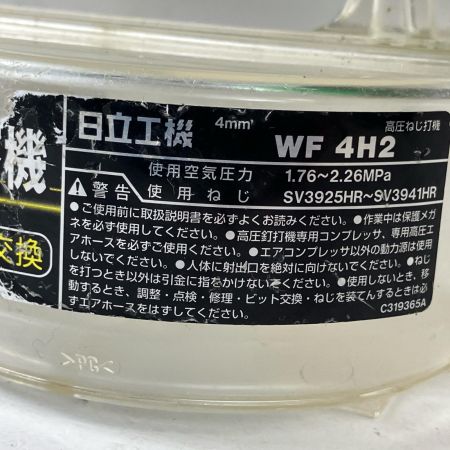 日立工機 4mm WF 4H2 高圧ねじ打機
機
使用空気圧力 1.76~2.26MPa
警告 使用ねじ SV3925HR~SV3941HR
●ご使用前に取扱説明書を必ずよくお読みください。●作業中は保護メガ
ネを必ず使用してください。●高圧釘打機専用コンプレッサ、専用高圧エ
アホースを必ずご使用ください。●エアコンプレッサ以外の動力源は使用
しないでください。●人体に射出口を絶対に向けないでください。●ねじ
を打つとき以外は引金に指をかけないでください。●使用しないとき、移
動するとき、調整・点検・修理・ビット交換・ねじを装てんするときは必
ずエアホースをはずしてください。 C319365A
交換
>PC<